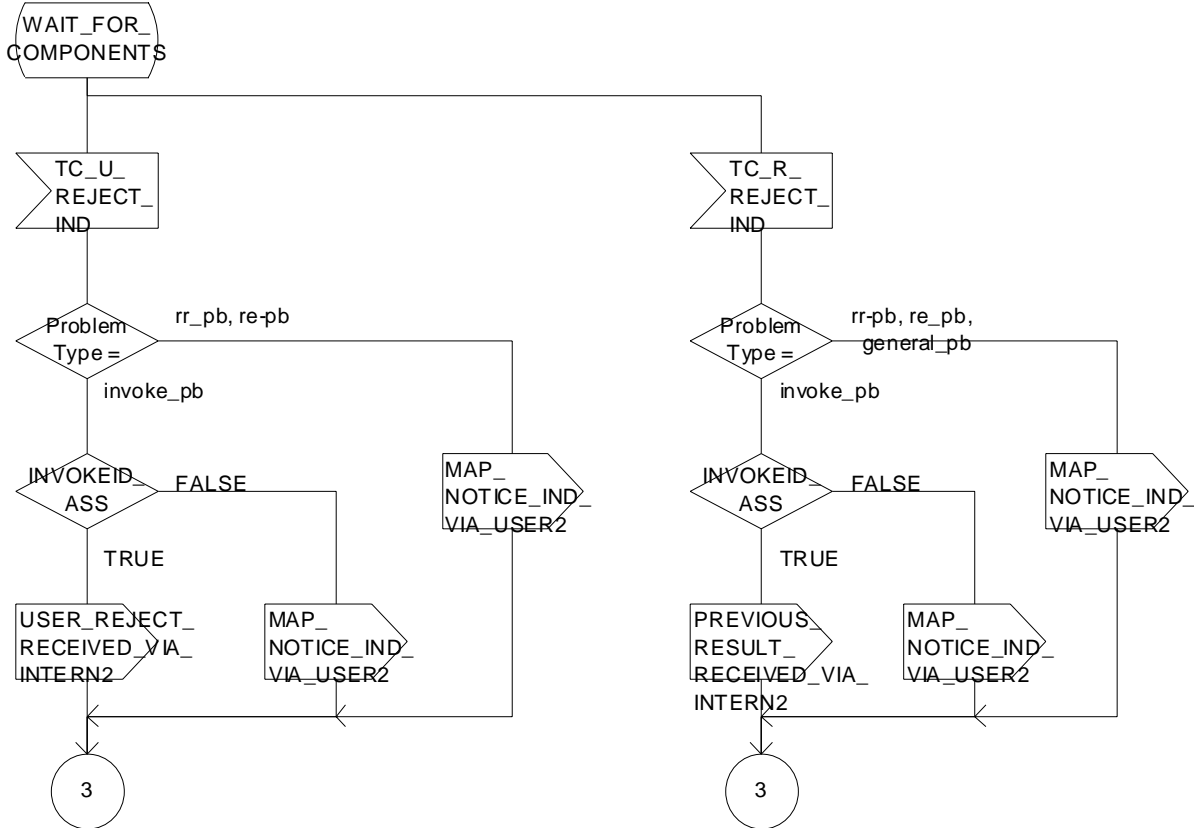 WAIT_FOR_
COMPONENTS
TC_U_
REJECT_
IND
TC_R_
REJECT_
IND
Problem
Type =
rr_pb, re-pb
invoke_pb
Problem
Type =
rr-pb, re_pb,
general_pb
invoke_pb
INVOKEID_
ASS
FALSE
TRUE
MAP_
NOTICE_IND_
VIA_USER2
INVOKEID_
ASS
FALSE
TRUE
MAP_
NOTICE_IND_
VIA_USER2
USER_REJECT_
RECEIVED_VIA_
INTERN2
MAP_
NOTICE_IND_
VIA_USER2
PREVIOUS_
RESULT_
RECEIVED_VIA_
INTERN2
MAP_
NOTICE_IND_
VIA_USER2
3
3